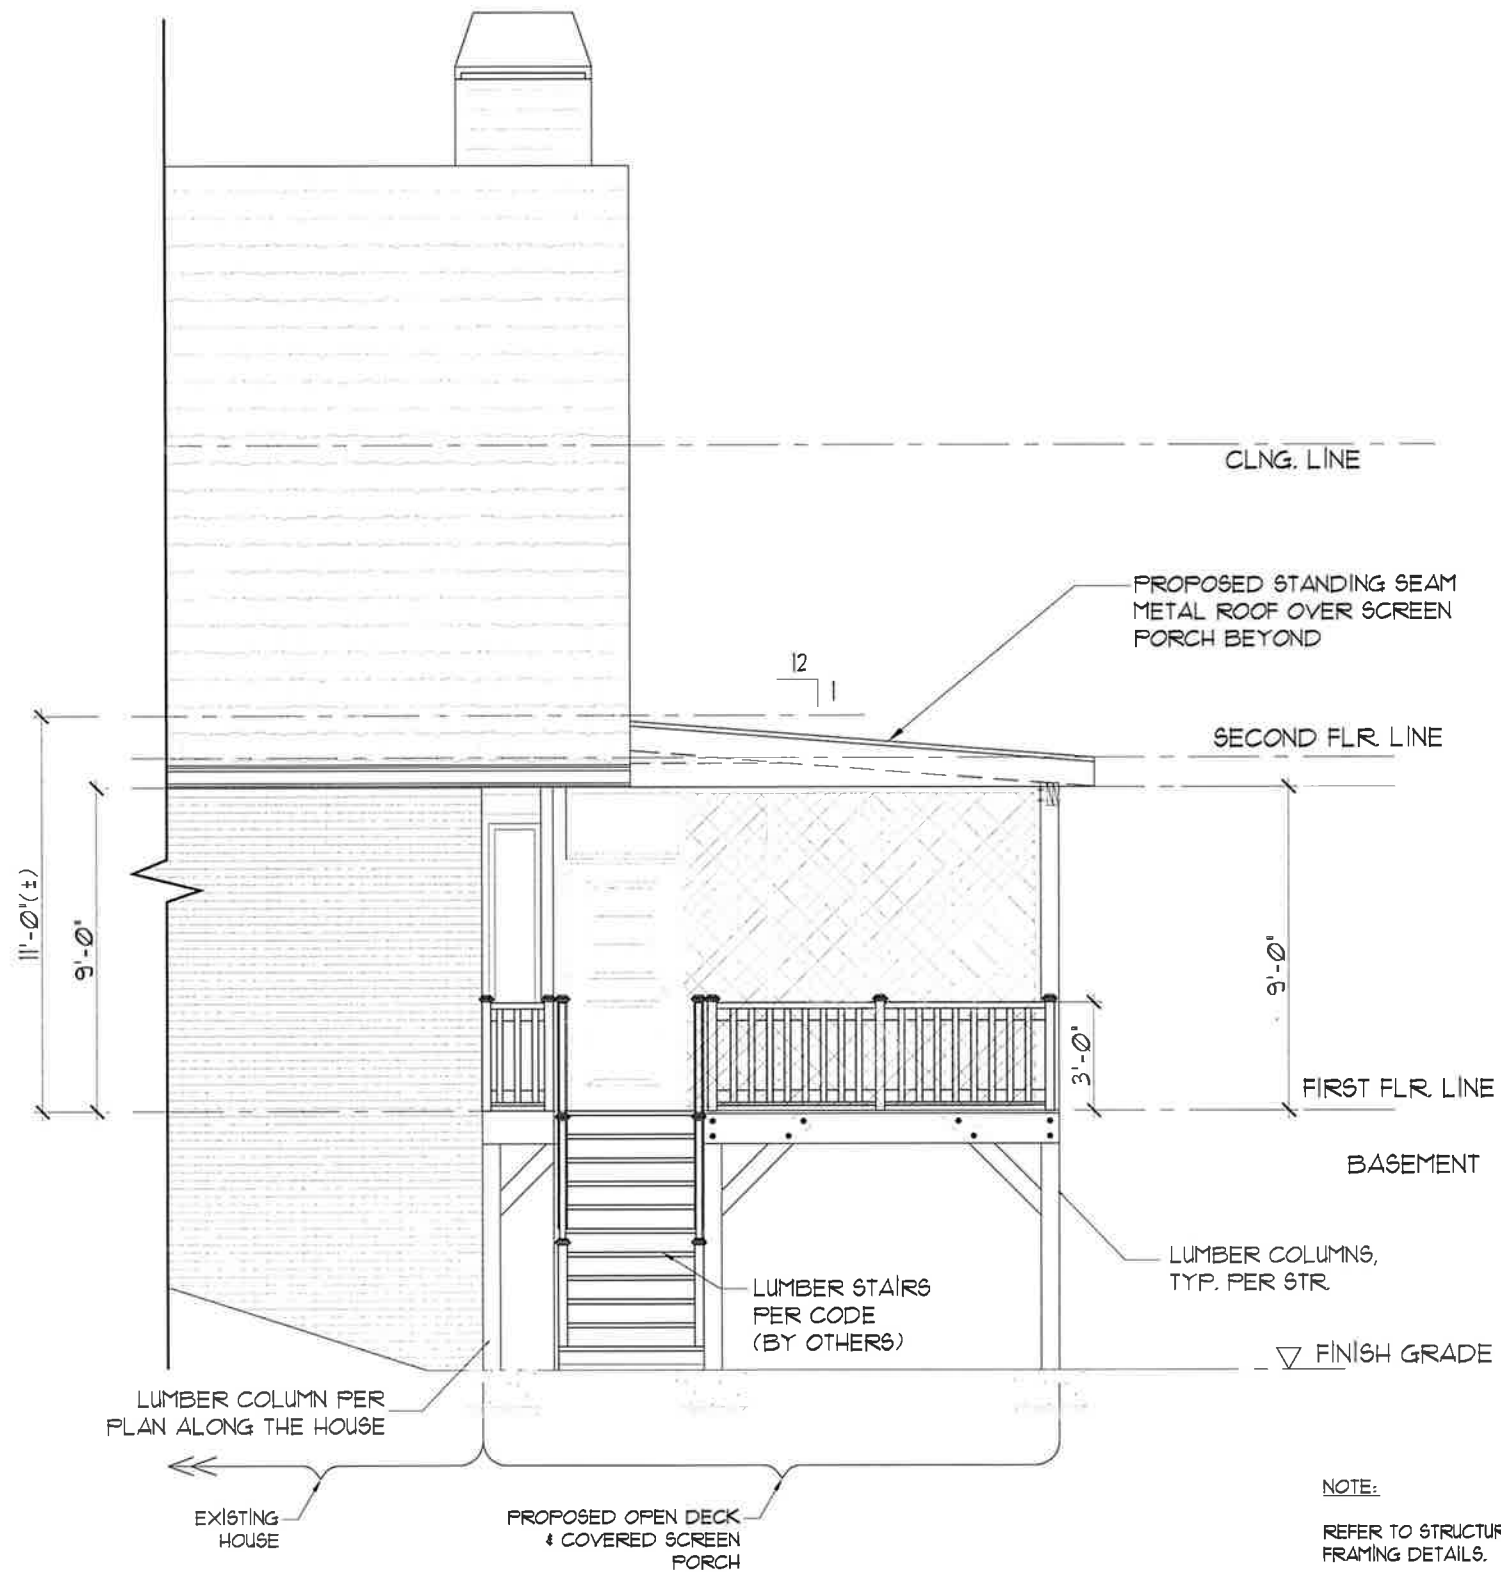 CLNG. LINE
PROPOSED STANDING SEAM
METAL ROOF OVER SCREEN
PORCH BEYOND
12
1
SECOND FLR. LINE
11'-0"(±)
9'-0"
9'-0"
3'-0"
FIRST FLR. LINE
BASEMENT
LUMBER COLUMNS,
TYP. PER STR.
LUMBER STAIRS
PER CODE
(BY OTHERS)
FINISH GRADE
LUMBER COLUMN PER
PLAN ALONG THE HOUSE
EXISTING
HOUSE
PROPOSED OPEN DECK
& COVERED SCREEN
PORCH
NOTE:
REFER TO STRUCTUR
FRAMING DETAILS.